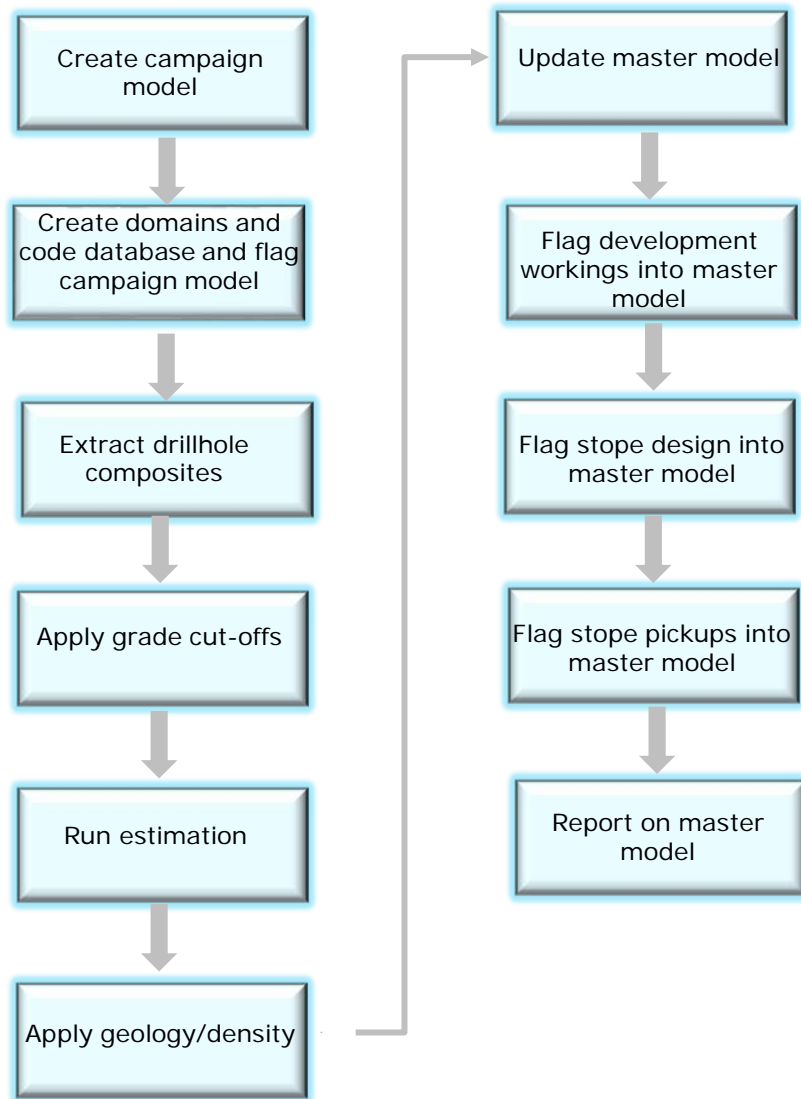 Create campaign
model
Create domains and
code database and flag
campaign model
Extract drillhole
composites
Apply grade cut-offs
Run estimation
Apply geology/density
Update master model
Flag development
workings into master
model
Flag stope design into
master model
Flag stope pickups into
master model
Report on master
model